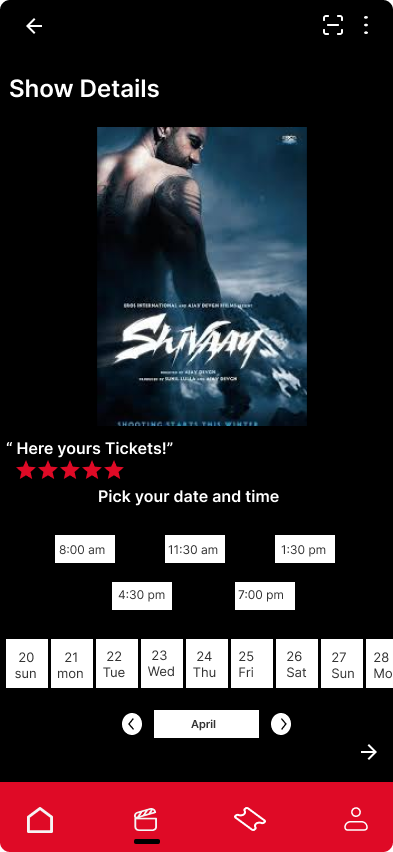 Show Details
EROS INTERNATIONAL AND AJAY DEVGN FFILMS PRESENT
SHIVAAY
DIRECTED BY AJAY DEVGN
PRODUCED BY SUNIL LULLA AND AJAY DEVGN
SHOOTING STARTS THIS WINTER
“ Here yours Tickets!”
Pick your date and time
8:00 am 11:30 am 1:30 pm
4:30 pm 7:00 pm
20 21 22 23 24 25 26 27 28
sun mon Tue Wed Thu Fri Sat Sun Mo
April